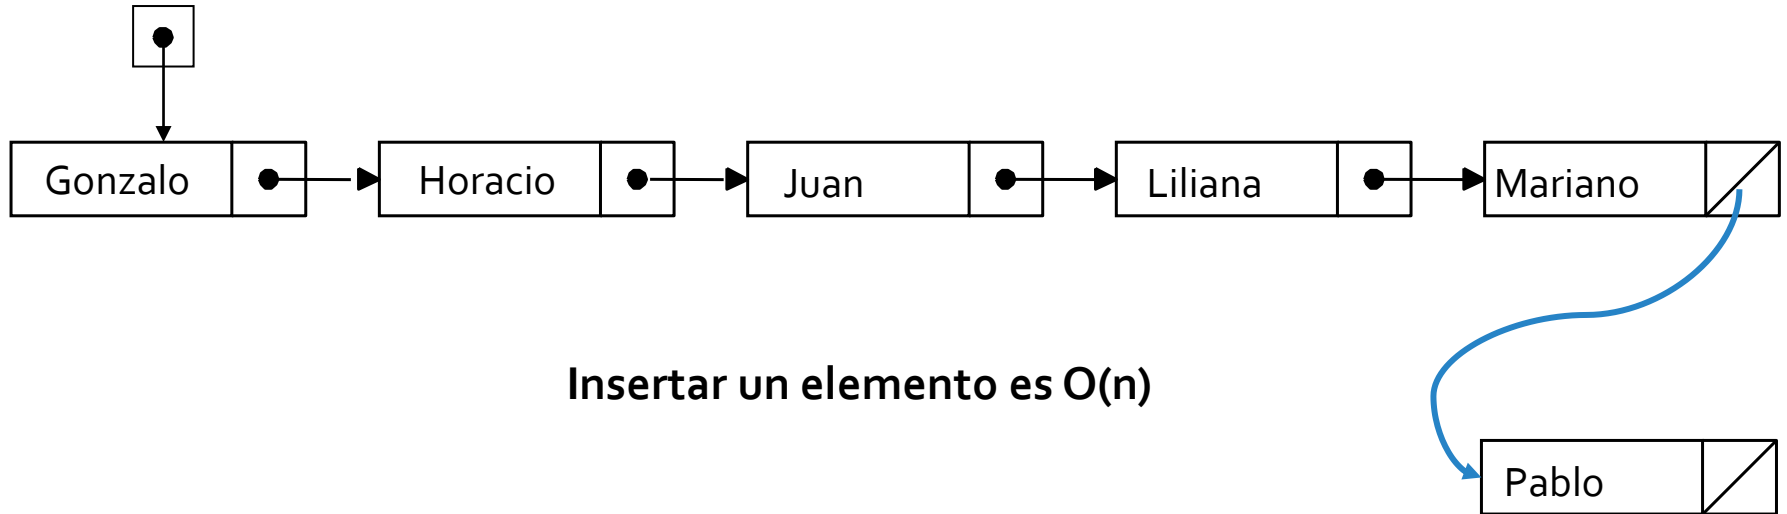 Gonzalo Horacio Juan Liliana Mariano
Insertar un elemento es O(n)
Pablo